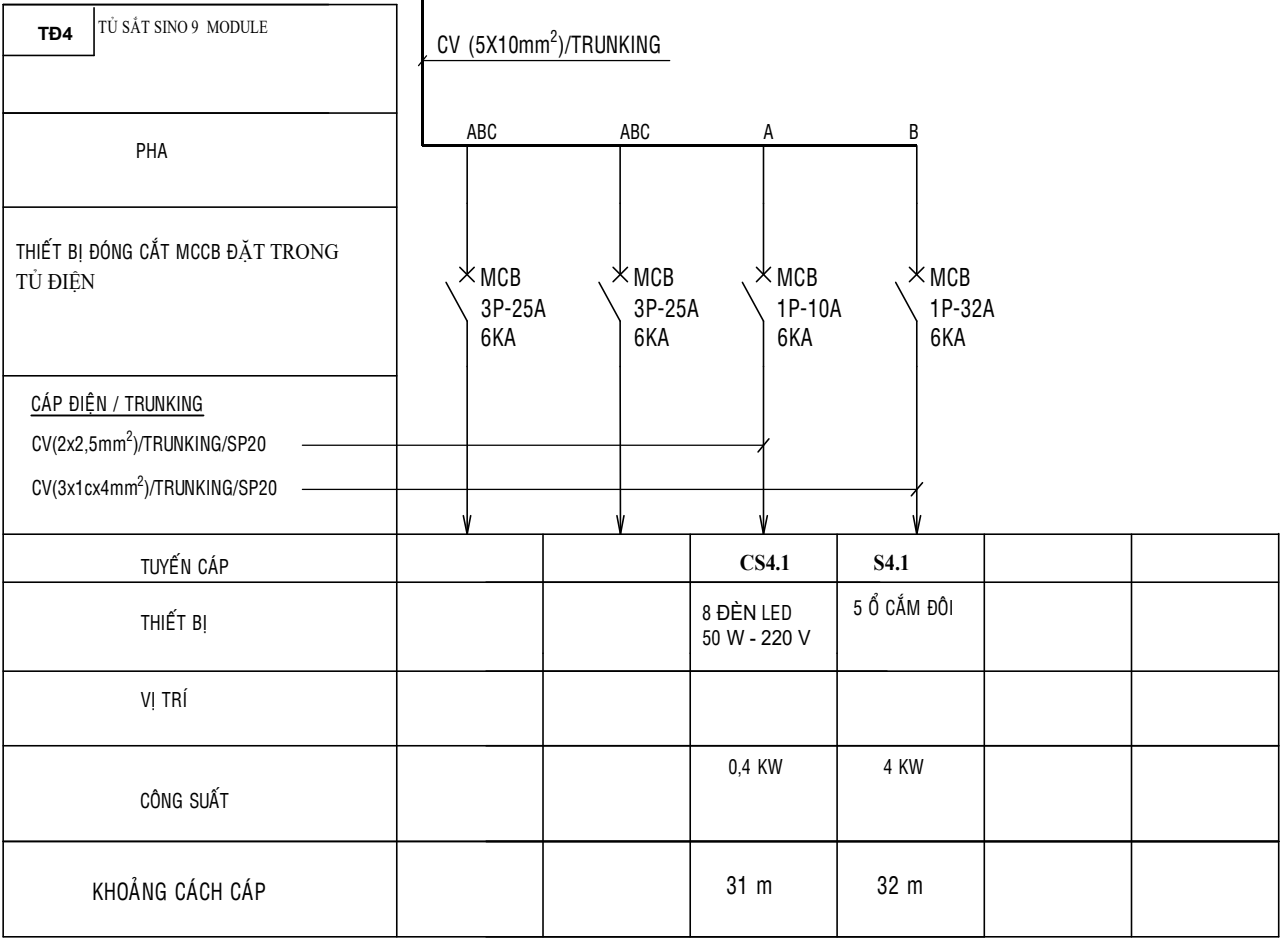 TĐ4
TỦ SẮT SINO 9 MODULE
CV (5X10mm²)/TRUNKING
PHA
ABC
ABC
A
B
THIẾT BỊ ĐÓNG CẮT MCCB ĐẶT TRONG
TỦ ĐIỆN
MCB
3P-25A
6KA
MCB
3P-25A
6KA
MCB
1P-10A
6KA
MCB
1P-32A
6KA
CÁP ĐIỆN / TRUNKING
CV(2x2,5mm²)/TRUNKING/SP20
CV(3x1cx4mm²)/TRUNKING/SP20
TUYẾN CÁP
CS4.1
S4.1
THIẾT BỊ
8 ĐÈN LED
50 W - 220 V
5 Ổ CẮM ĐÔI
VỊ TRÍ
CÔNG SUẤT
0,4 KW
4 KW
KHOẢNG CÁCH CÁP
31 m
32 m